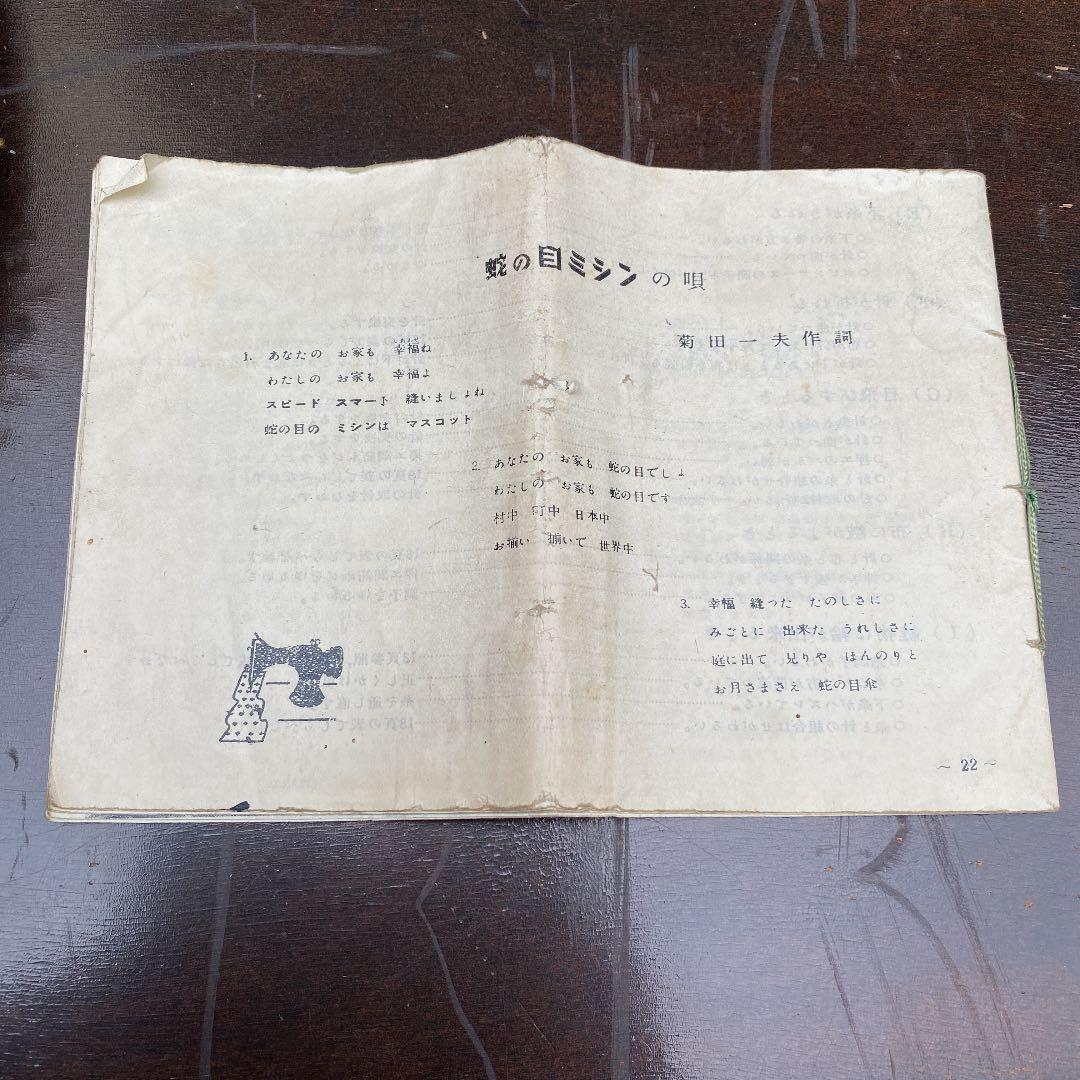 蛇の目ミシンの唄
菊田一夫作詞
1. あなたの お家も 幸福ね
わたしの お家も 幸福よ
スピード スマート 縫いましよね
蛇の目の ミシンは マスコット
2. あなたの お家も 蛇の目でしょ
わたしの お家も 蛇の目です
村中 町中 日本中
お揃い 揃いで 世界中
3. 幸福 縫った たのしさに
みごとに 出来た うれしさに
庭に出て 見りや ほんのりと
お月さまさえ 蛇の目傘
~ 22 ~